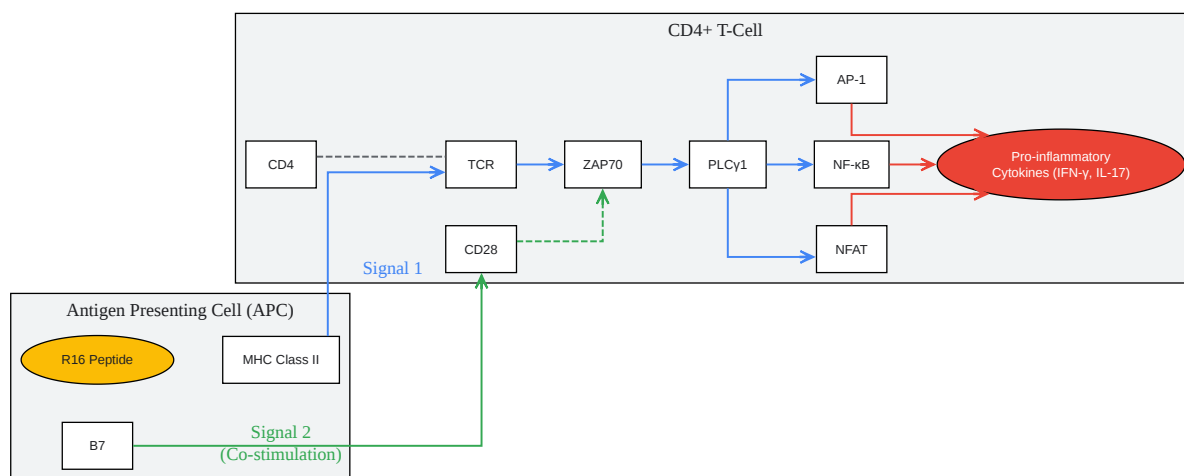 CD4+ T-Cell
AP-1
CD4
TCR
ZAP70
PLCγ1
NF-κB
Pro-inflammatory
Cytokines (IFN-γ, IL-17)
CD28
NFAT
Signal 1
Antigen Presenting Cell (APC)
R16 Peptide
MHC Class II
B7
Signal 2
(Co-stimulation)